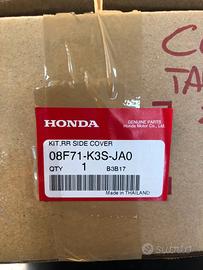 HONDA
GENUINE PARTS
Honda Motor Co., Ltd.
KIT,RR SIDE COVER
08F71-K3S-JA0
QTY 1 B3B17
Made in THAILAND
subito